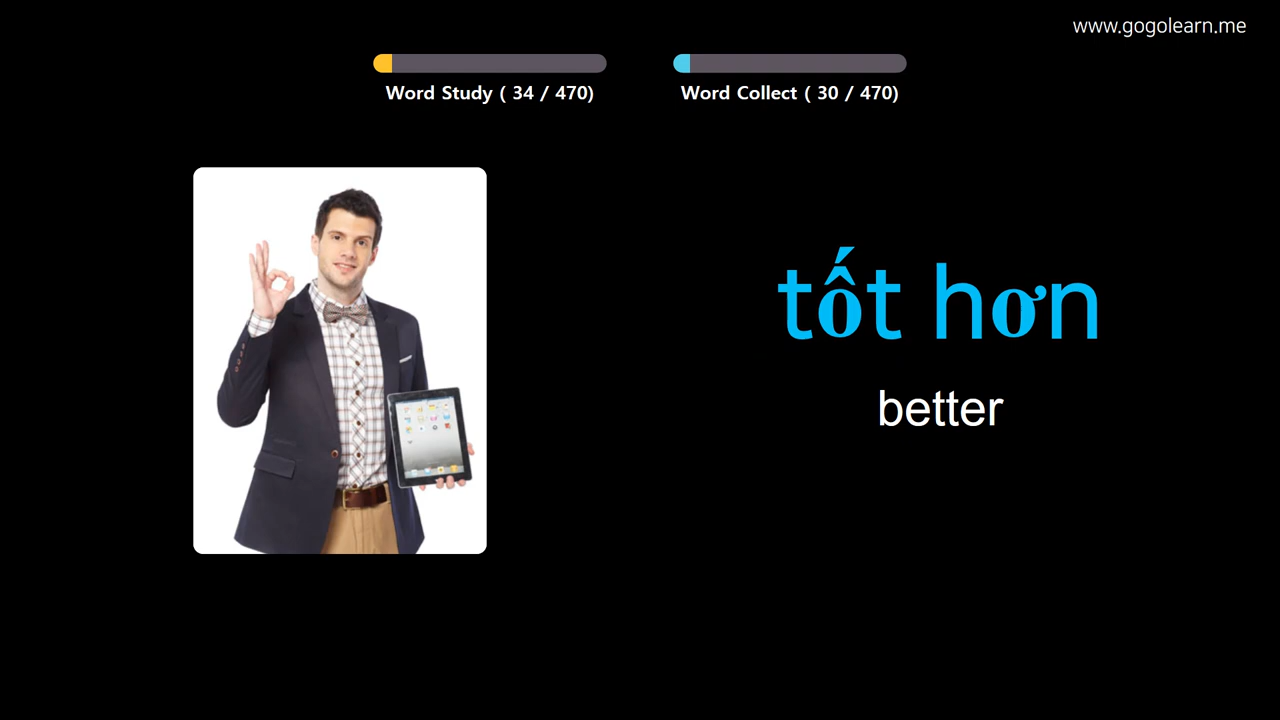 www.gogolearn.me
Word Study ( 34 / 470)
Word Collect ( 30 / 470)
tốt hơn
better